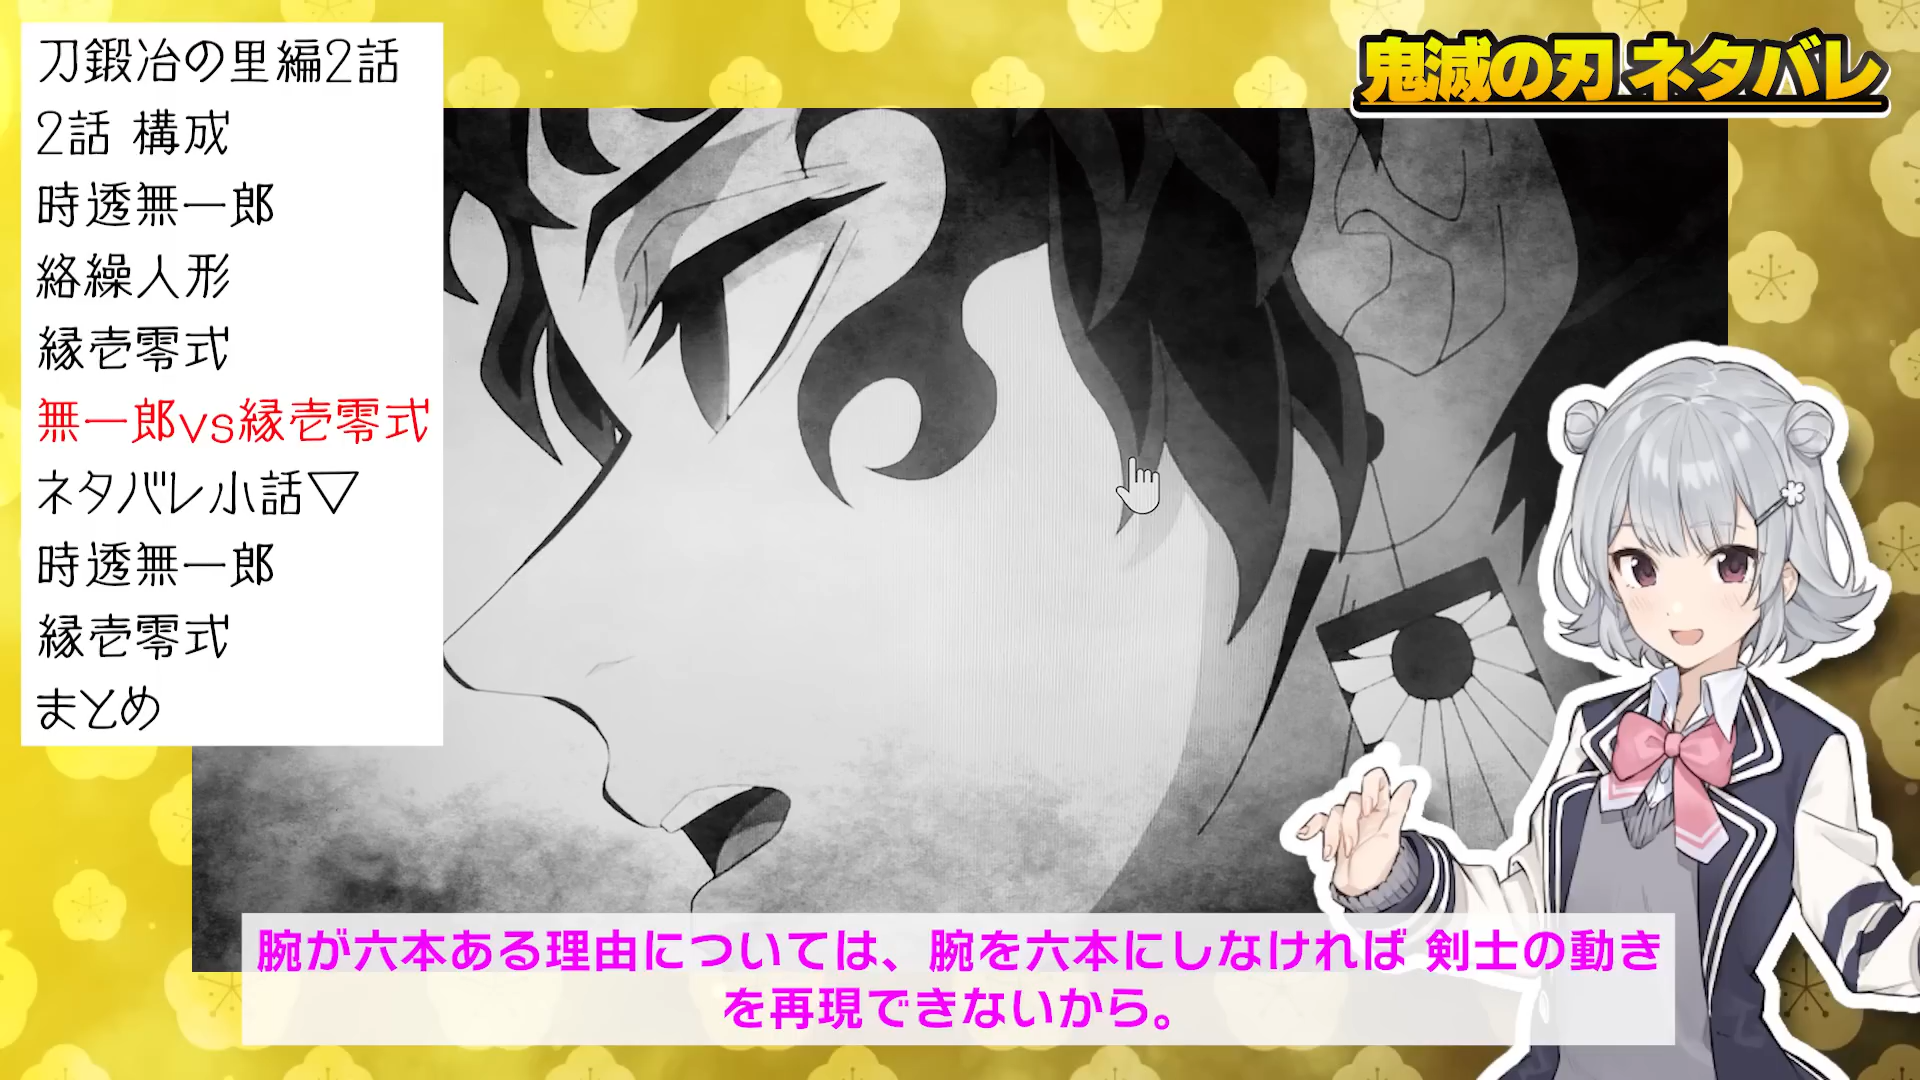 鬼滅の刃 ネタバレ
刀鍛冶の里編2話
2話 構成
時透無一郎
絡繰人形
縁壱零式
無一郎vs縁壱零式
ネタバレ小話▽
時透無一郎
縁壱零式
まとめ
腕が六本ある理由については、腕を六本にしなければ 剣士の動き
を再現できないから。